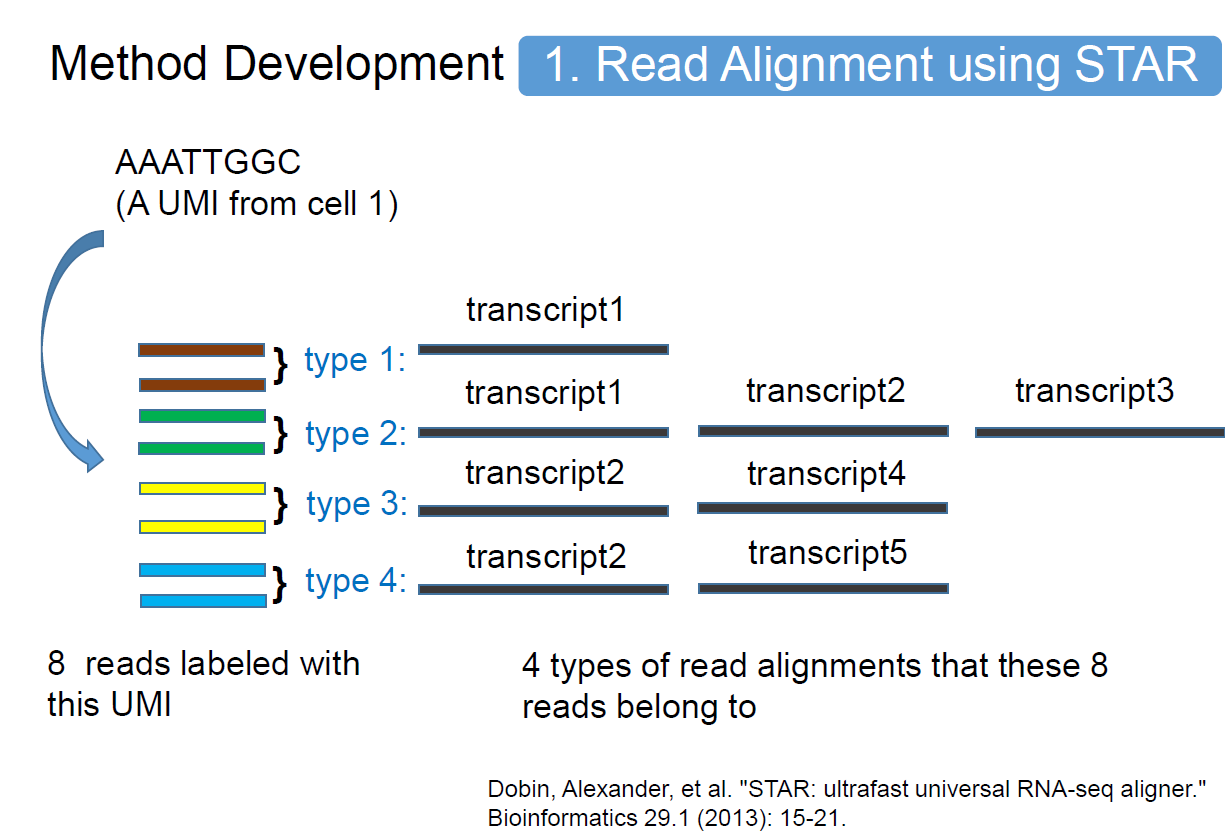 Method Development 1. Read Alignment using STAR
AAATTGGC
(A UMI from cell 1)
transcript1
} type 1:
transcript1 transcript2 transcript3
} type 2:
transcript2 transcript4
} type 3:
transcript2 transcript5
} type 4:
8 reads labeled with
this UMI
4 types of read alignments that these 8
reads belong to
Dobin, Alexander, et al. "STAR: ultrafast universal RNA-seq aligner."
Bioinformatics 29.1 (2013): 15-21.